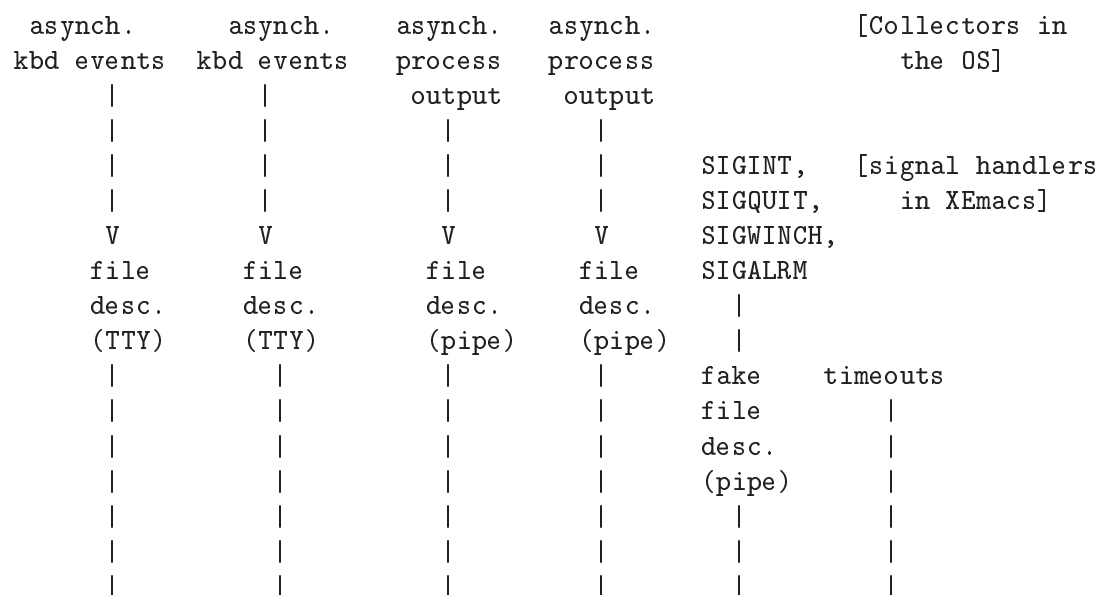 asynch. asynch. asynch. asynch. [Collectors in
kbd events kbd events process process the OS]
| | output output
| | | |
| | | | SIGINT, [signal handlers
| | | | SIGQUIT, in XEmacs]
V V V V SIGWINCH,
file file file file SIGALRM
desc. desc. desc. desc. |
(TTY) (TTY) (pipe) (pipe) |
| | | | fake timeouts
| | | | file |
| | | | desc. |
| | | | (pipe) |
| | | | | |
| | | | | |
| | | | | |